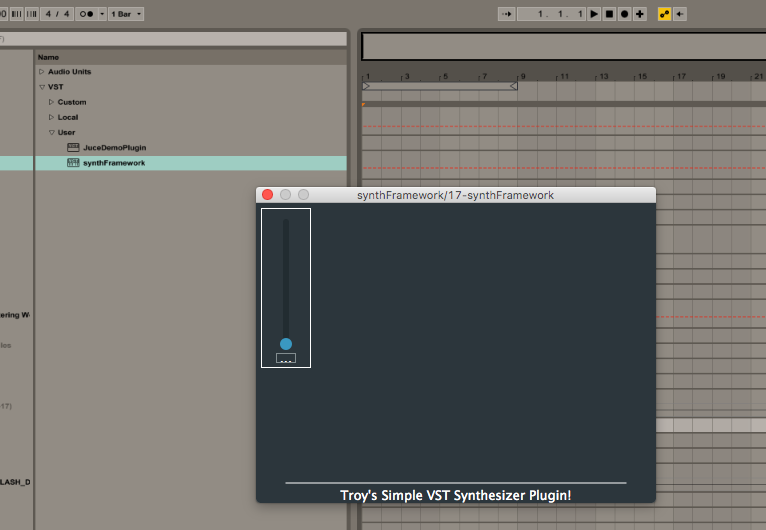 00 4 / 4 1 Bar 1. 1. 1
Name
Audio Units
VST
Custom
Local
User
JuceDemoPlugin
synthFramework
1 3 5 7 9 11 13 15 17 19 21
synthFramework/17-synthFramework
...
tering W
les
17)
LASH_D
Troy's Simple VST Synthesizer Plugin!